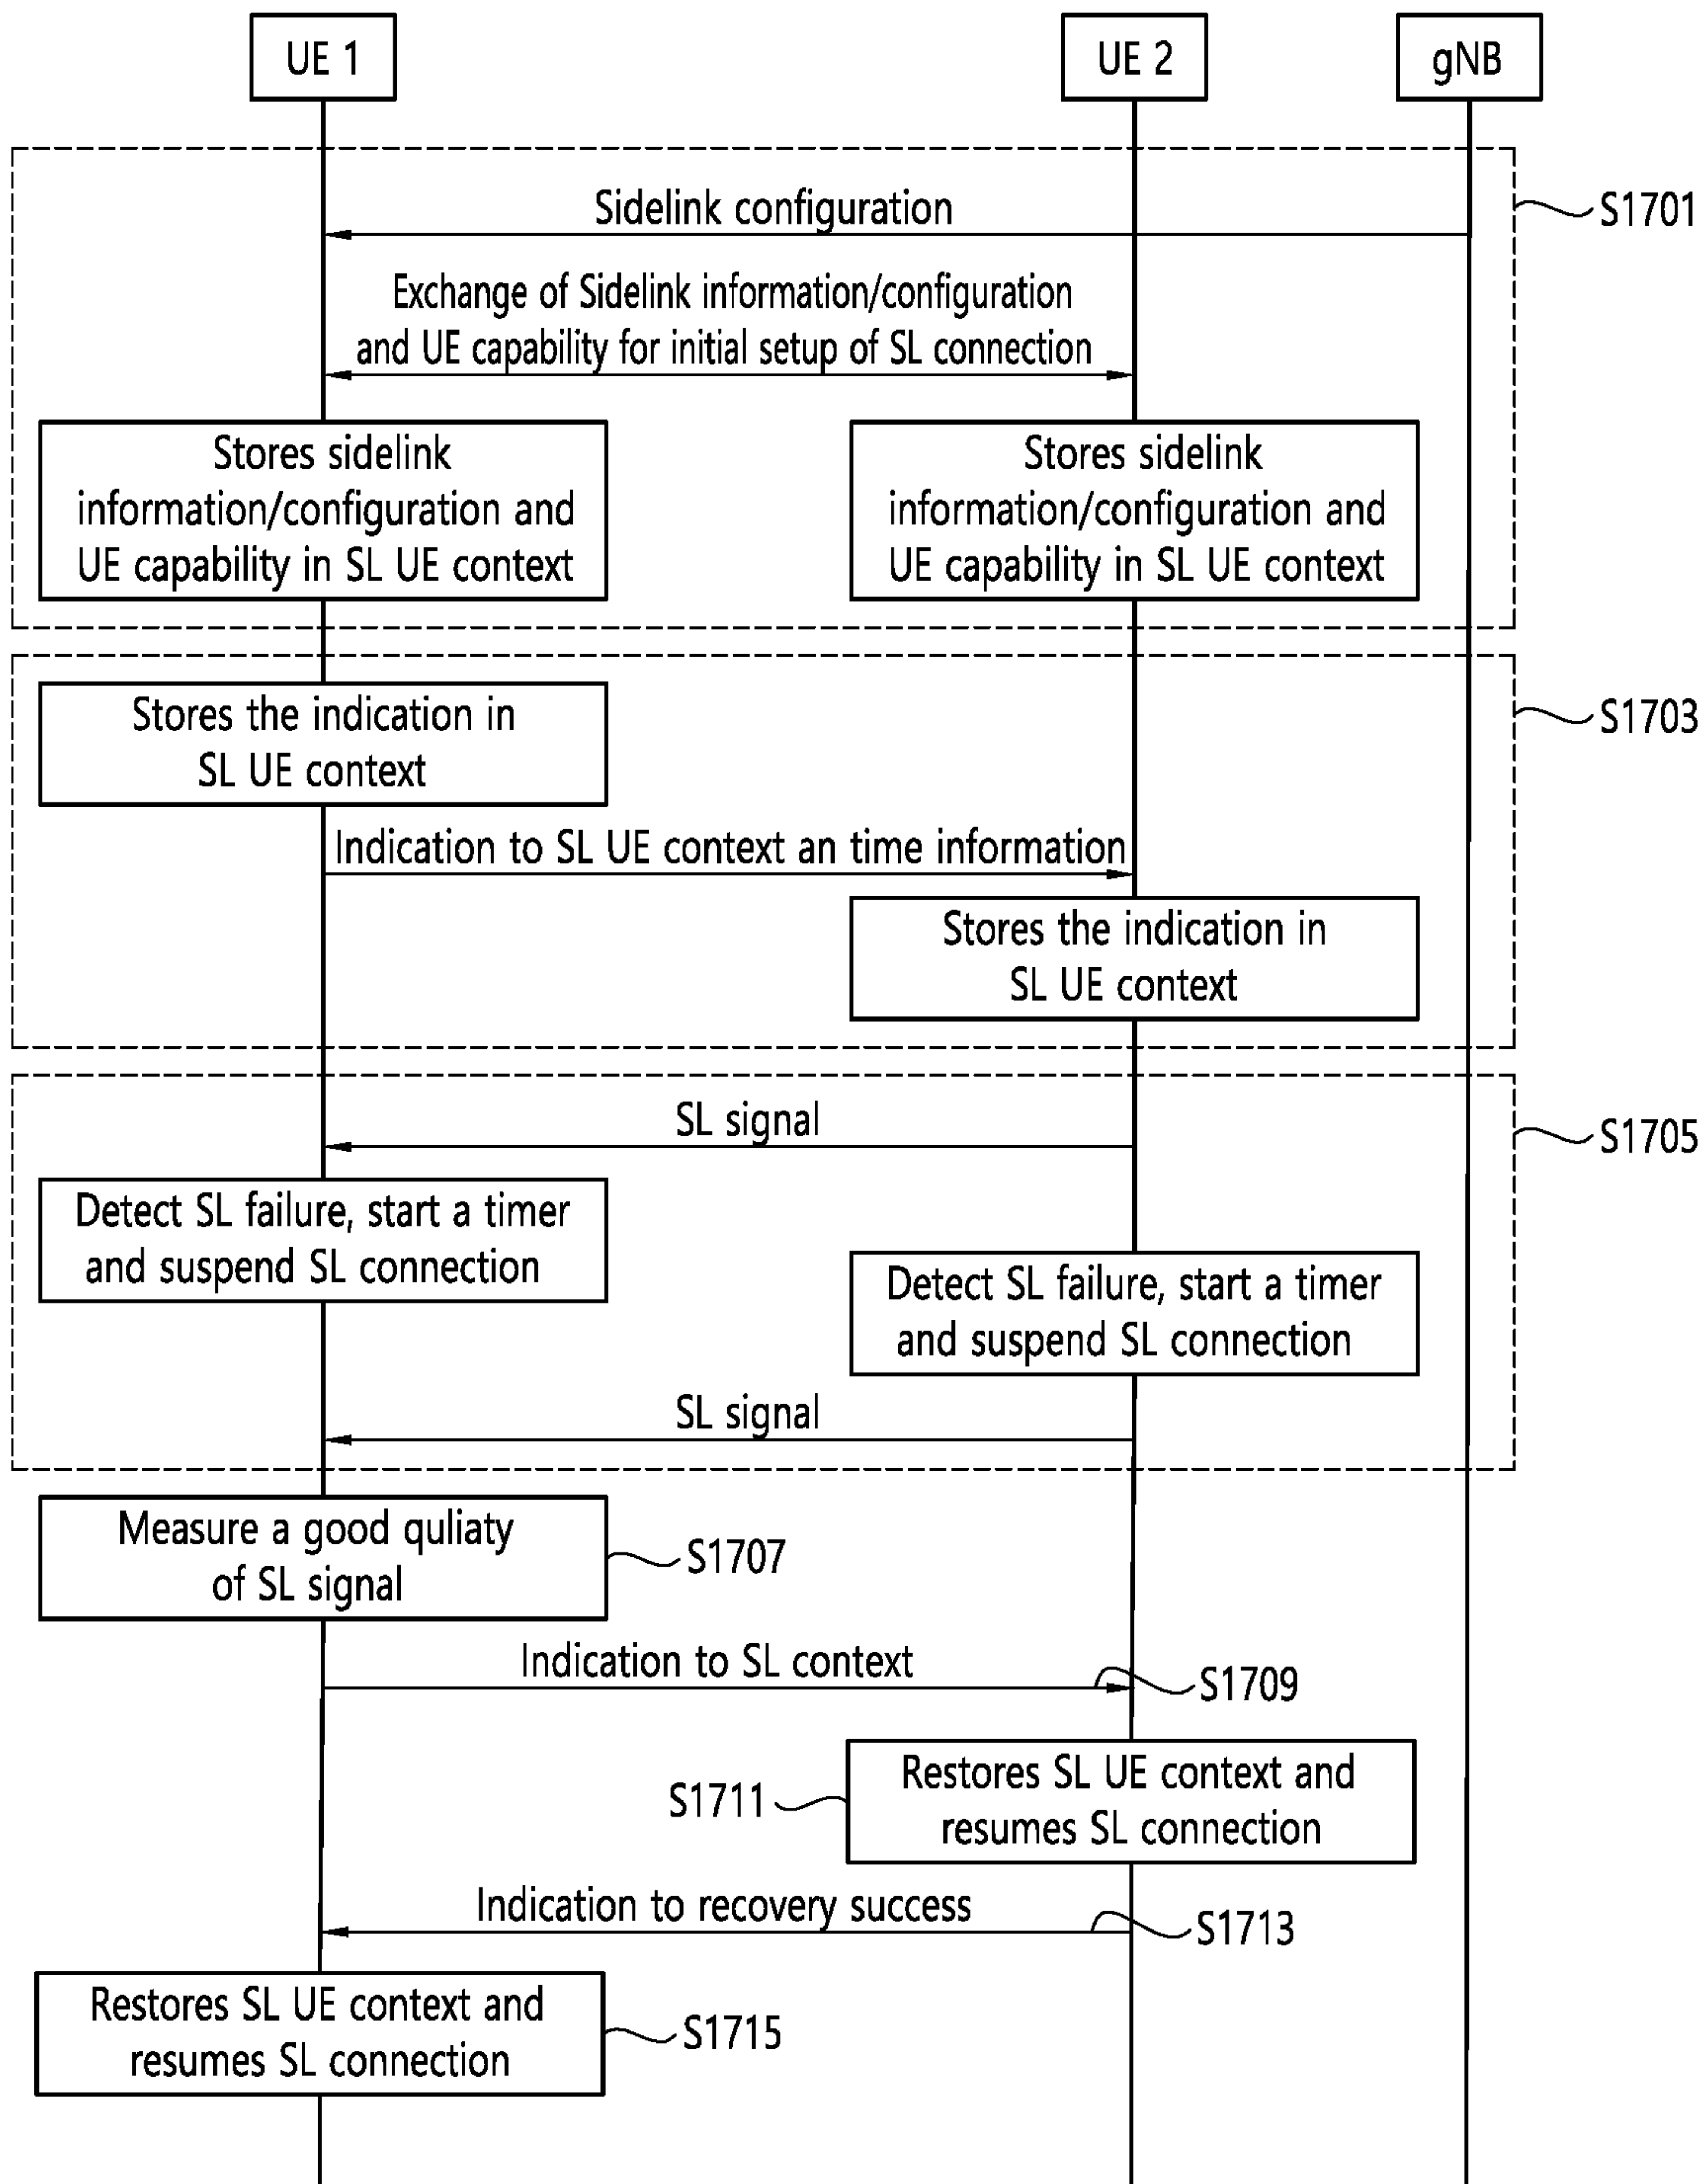 UE 1
UE 2
gNB
Sidelink configuration
S1701
Exchange of Sidelink information/configuration
and UE capability for initial setup of SL connection
Stores sidelink
information/configuration and
UE capability in SL UE context
Stores sidelink
information/configuration and
UE capability in SL UE context
Stores the indication in
SL UE context
S1703
Indication to SL UE context an time information
Stores the indication in
SL UE context
SL signal
S1705
Detect SL failure, start a timer
and suspend SL connection
Detect SL failure, start a timer
and suspend SL connection
SL signal
Measure a good quliaty
of SL signal
S1707
Indication to SL context
S1709
Restores SL UE context and
resumes SL connection
S1711
Indication to recovery success
S1713
Restores SL UE context and
resumes SL connection
S1715